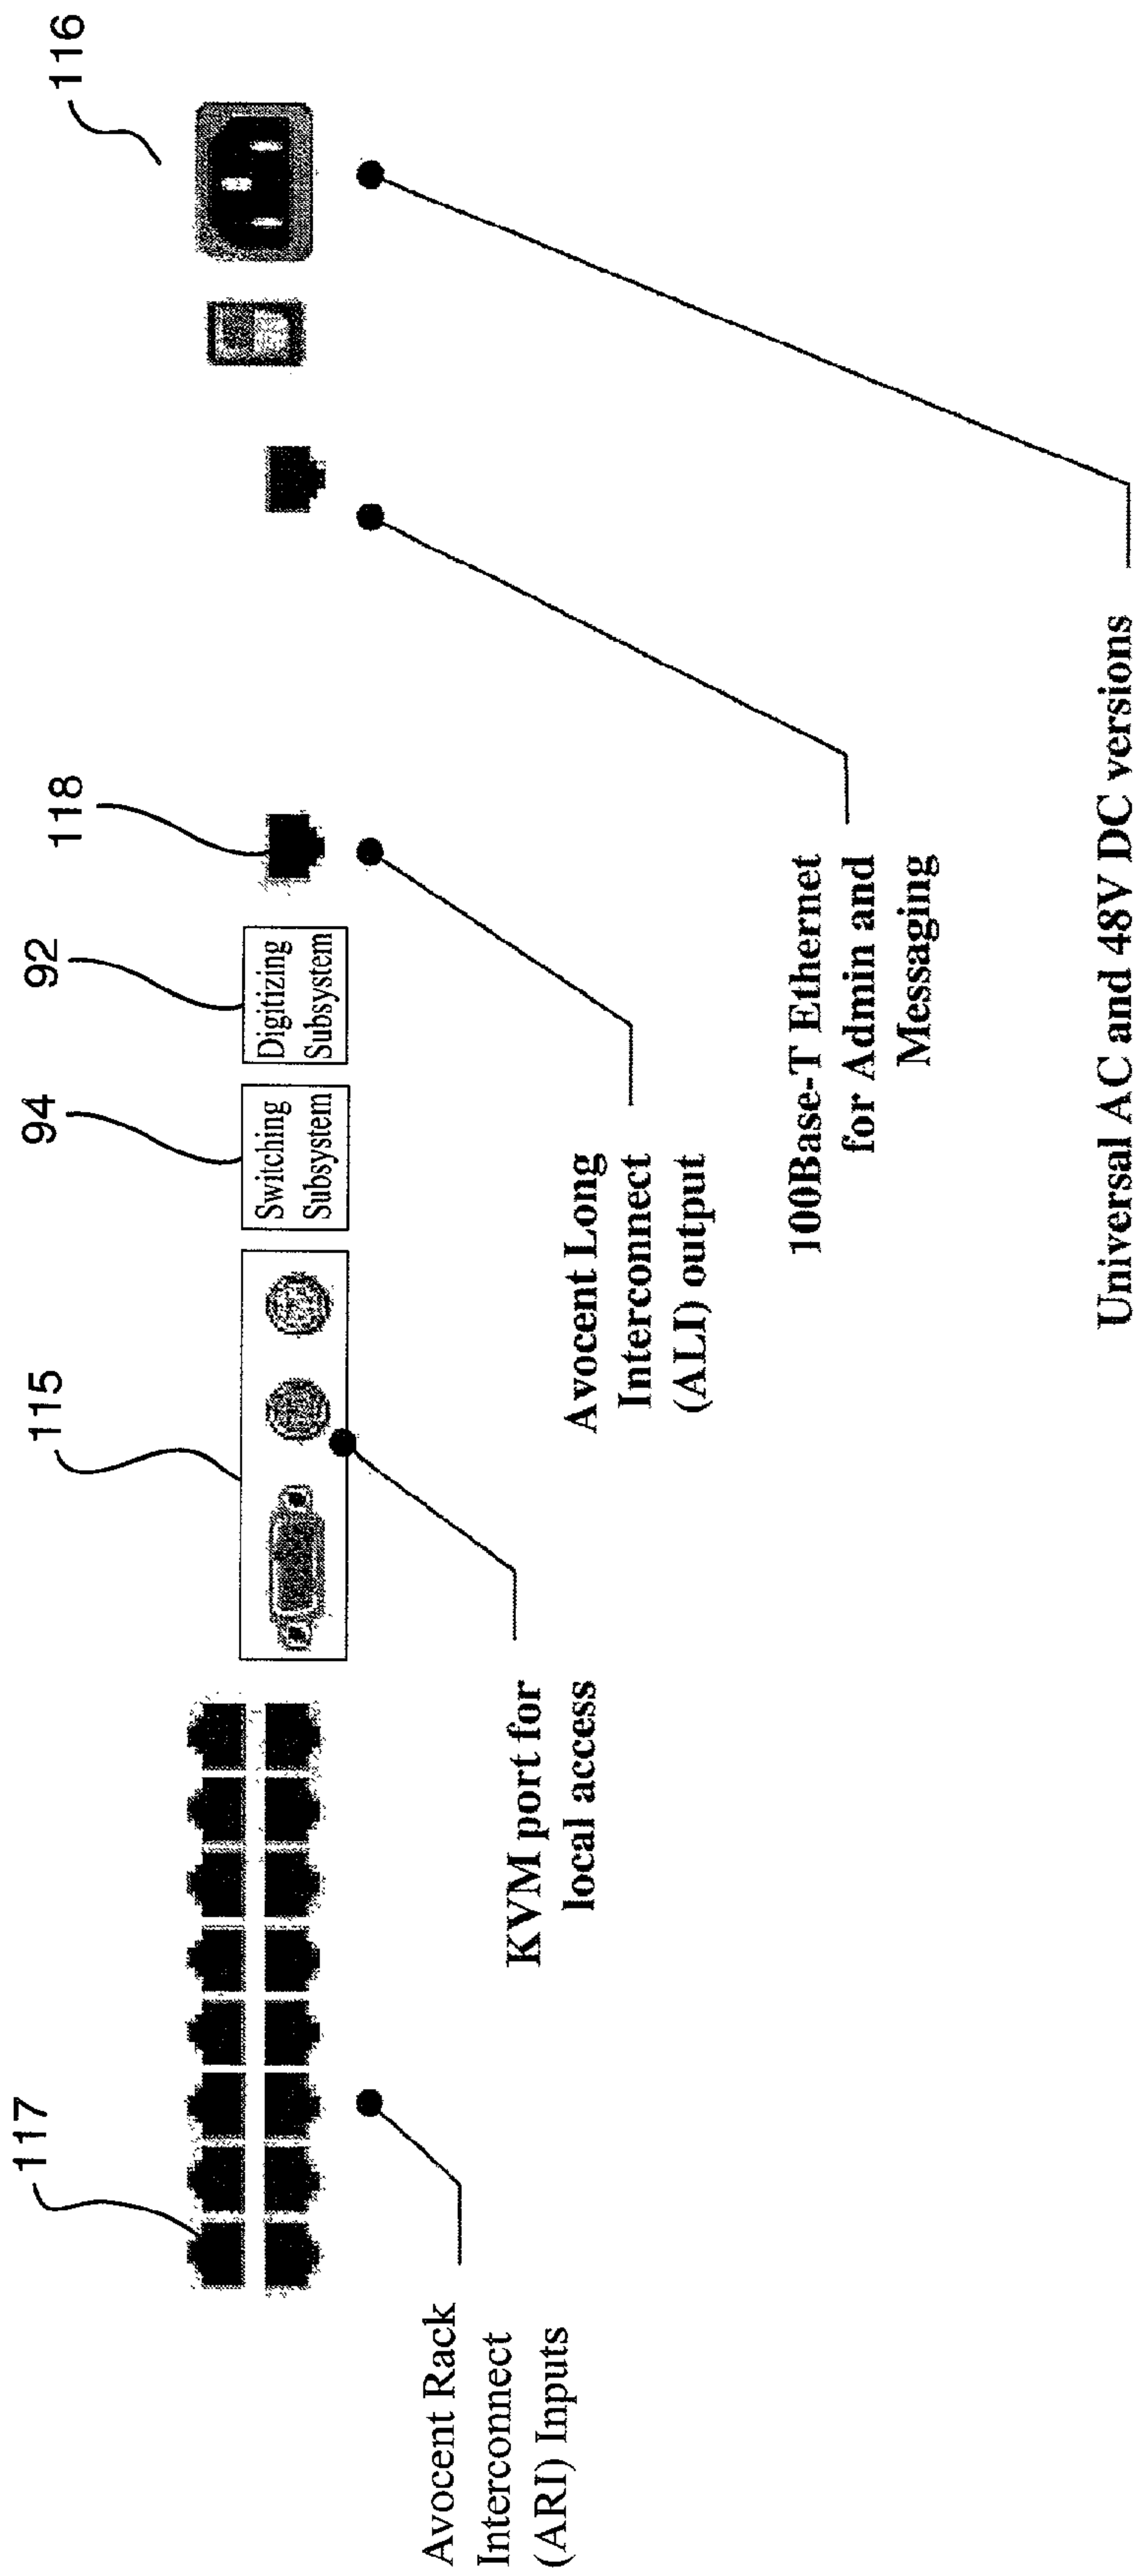 117
115
94
92
118
116
Switching
Subsystem
Digitizing
Subsystem
Avocent Rack
Interconnect
(ARI) Inputs
KVM port for
local access
Avocent Long
Interconnect
(ALI) output
100Base-T Ethernet
for Admin and
Messaging
Universal AC and 48V DC versions